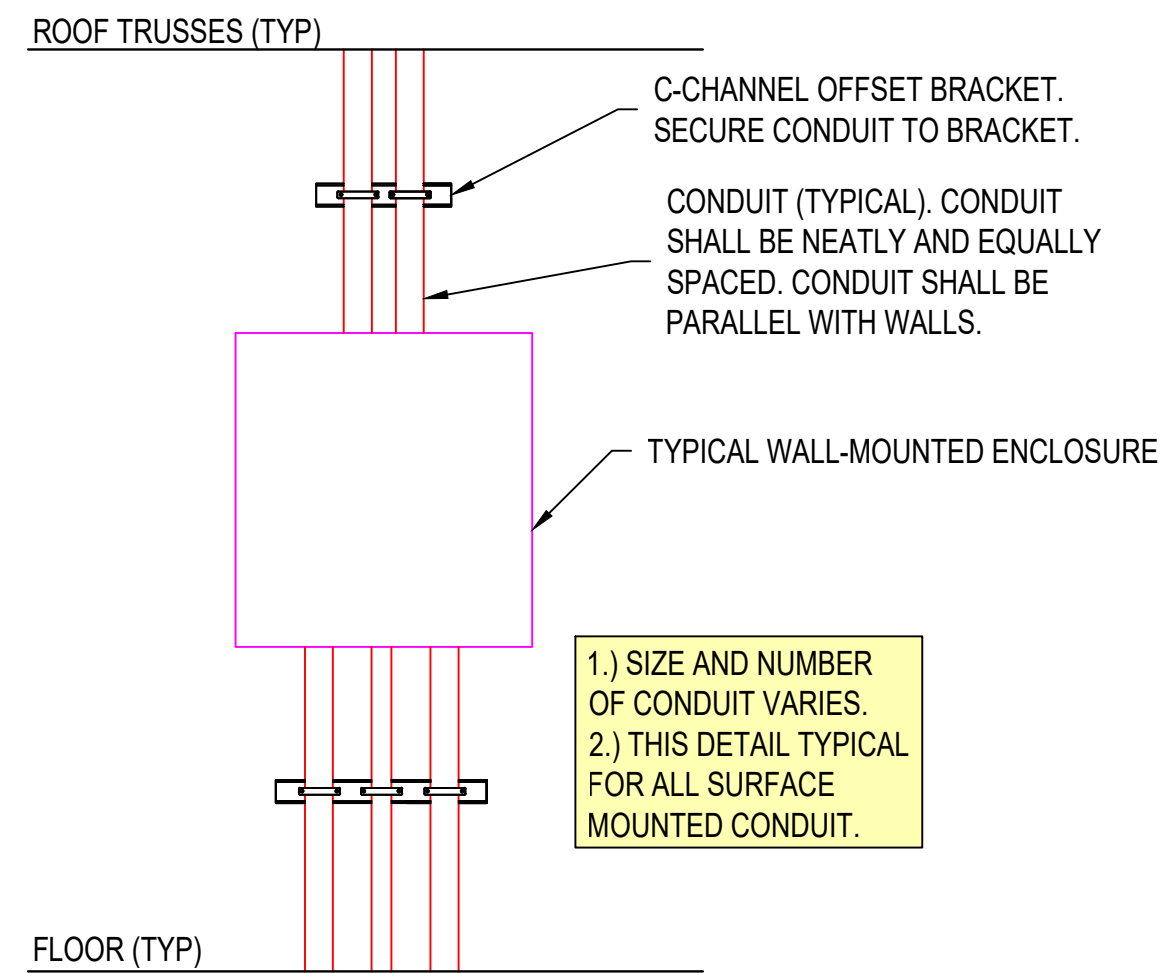 ROOF TRUSSES (TYP)
C-CHANNEL OFFSET BRACKET.
SECURE CONDUIT TO BRACKET.
CONDUIT (TYPICAL). CONDUIT
SHALL BE NEATLY AND EQUALLY
SPACED. CONDUIT SHALL BE
PARALLEL WITH WALLS.
TYPICAL WALL-MOUNTED ENCLOSURE
1.) SIZE AND NUMBER
OF CONDUIT VARIES.
2.) THIS DETAIL TYPICAL
FOR ALL SURFACE
MOUNTED CONDUIT.
FLOOR (TYP)